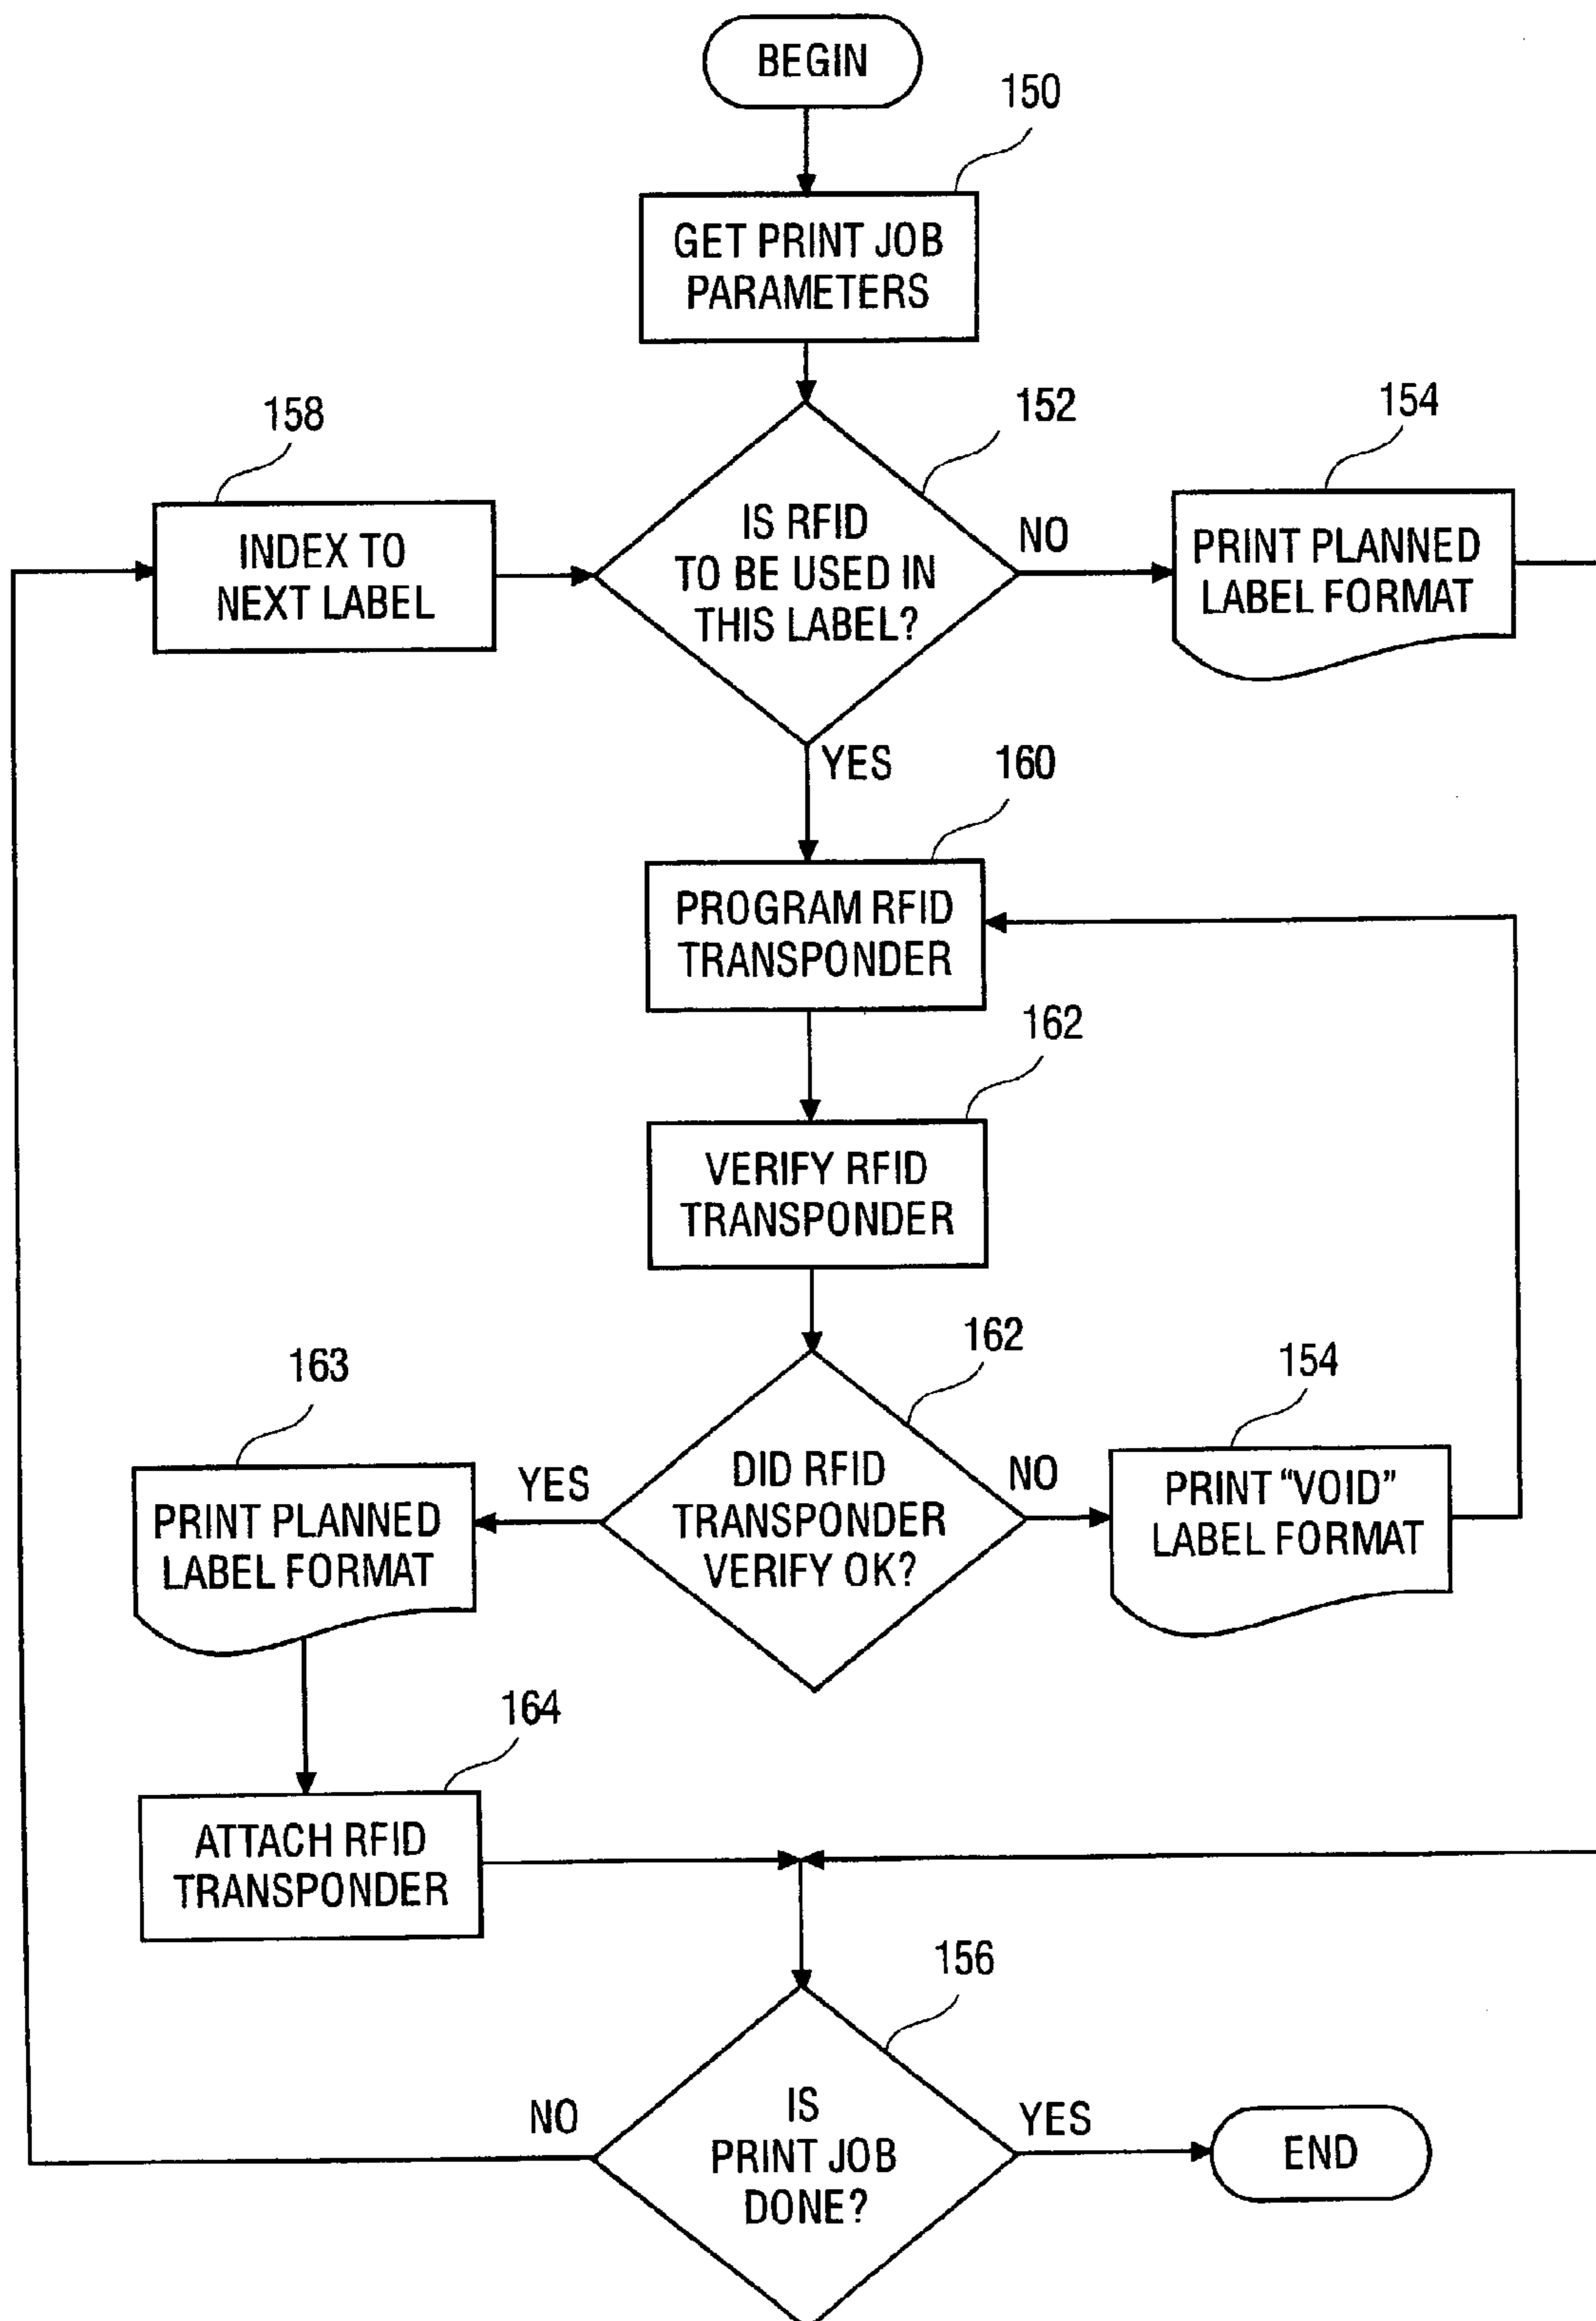 BEGIN
150
GET PRINT JOB
PARAMETERS
158
152
154
INDEX TO
NEXT LABEL
IS RFID
TO BE USED IN
THIS LABEL?
NO
PRINT PLANNED
LABEL FORMAT
YES
160
PROGRAM RFID
TRANSPONDER
162
VERIFY RFID
TRANSPONDER
162
163
154
PRINT PLANNED
LABEL FORMAT
YES
DID RFID
TRANSPONDER
VERIFY OK?
NO
PRINT “VOID”
LABEL FORMAT
164
ATTACH RFID
TRANSPONDER
156
NO
IS
PRINT JOB
DONE?
YES
END